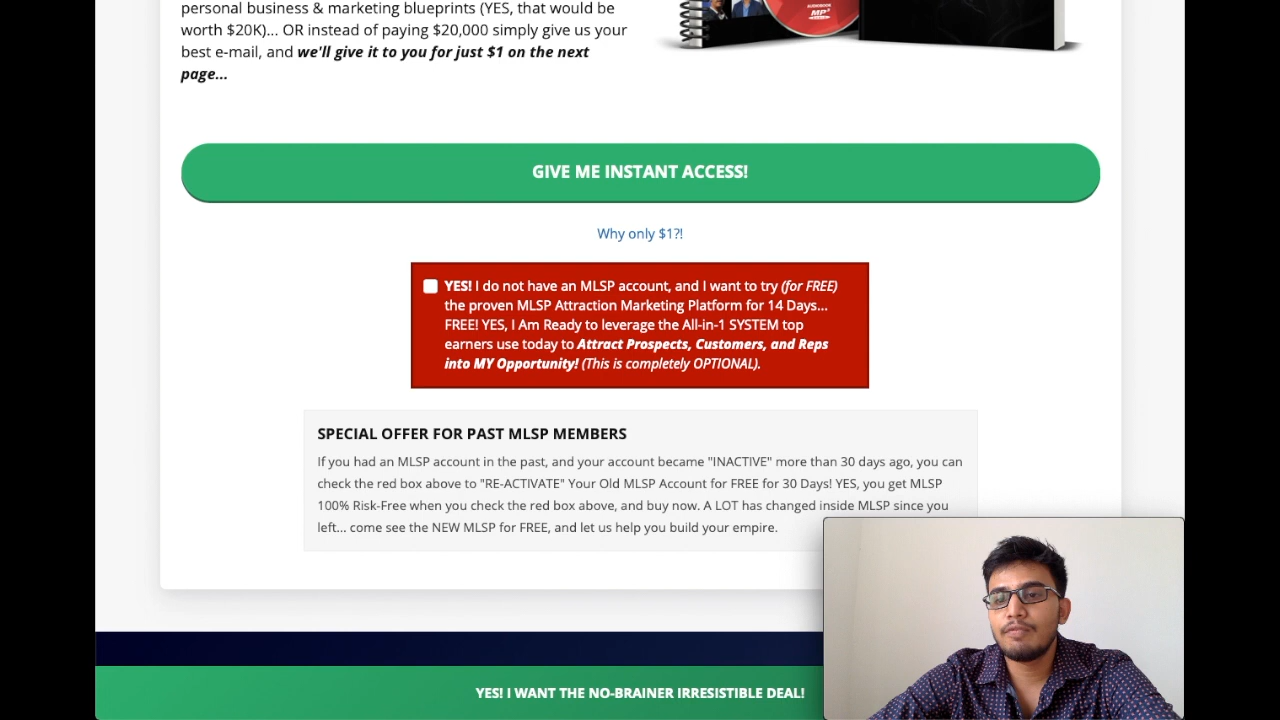 personal business & marketing blueprints (YES, that would be
worth $20K)... OR instead of paying $20,000 simply give us your
best e-mail, and we'll give it to you for just $1 on the next
page...
AUDIOBOOK
MP3
GIVE ME INSTANT ACCESS!
Why only $1?!
YES! I do not have an MLSP account, and I want to try (for FREE)
the proven MLSP Attraction Marketing Platform for 14 Days...
FREE! YES, I Am Ready to leverage the All-in-1 SYSTEM top
earners use today to Attract Prospects, Customers, and Reps
into MY Opportunity! (This is completely OPTIONAL).
SPECIAL OFFER FOR PAST MLSP MEMBERS
If you had an MLSP account in the past, and your account became "INACTIVE" more than 30 days ago, you can
check the red box above to "RE-ACTIVATE" Your Old MLSP Account for FREE for 30 Days! YES, you get MLSP
100% Risk-Free when you check the red box above, and buy now. A LOT has changed inside MLSP since you
left... come see the NEW MLSP for FREE, and let us help you build your empire.
YES! I WANT THE NO-BRAINER IRRESISTIBLE DEAL!